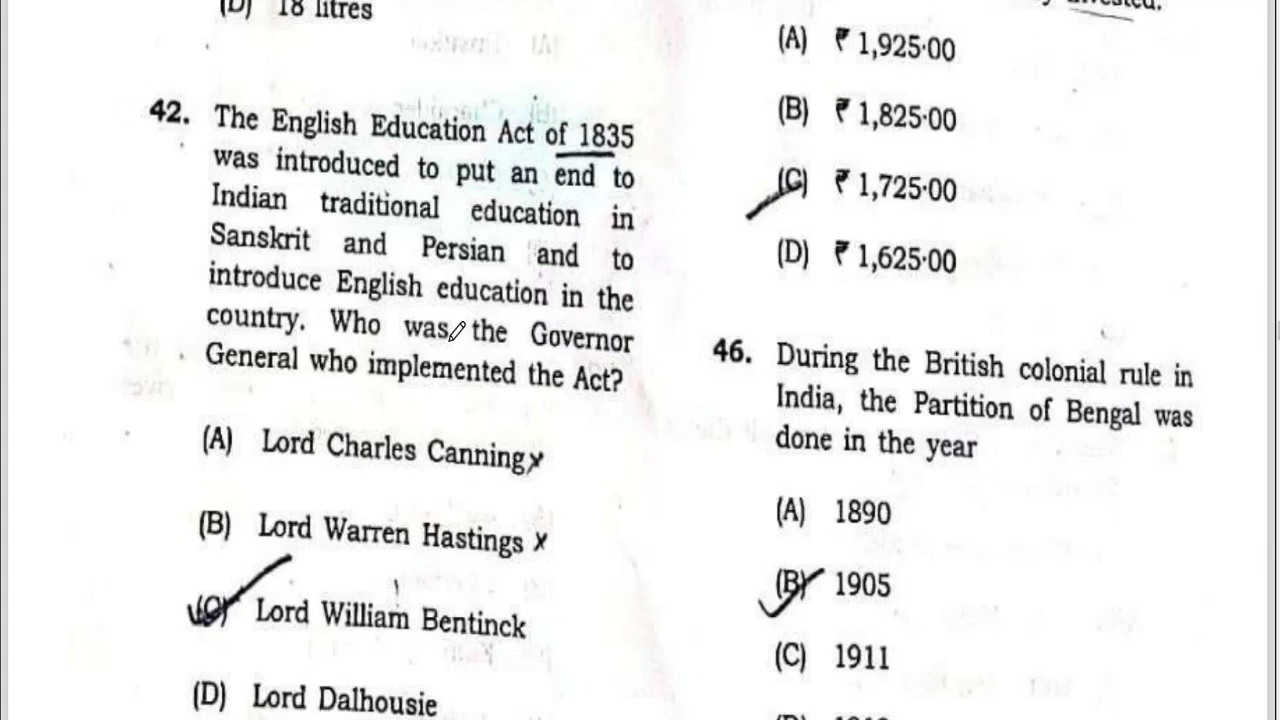 (D) 18 litres
42. The English Education Act of 1835
was introduced to put an end to
Indian traditional education in
Sanskrit and Persian and to
introduce English education in the
country. Who was the Governor
General who implemented the Act?
(A) Lord Charles Canning x
(B) Lord Warren Hastings x
(C) Lord William Bentinck
(D) Lord Dalhousie
(A) ₹ 1,925·00
(B) ₹ 1,825·00
(C) ₹ 1,725·00
(D) ₹ 1,625·00
46. During the British colonial rule in
India, the Partition of Bengal was
done in the year
(A) 1890
(B) 1905
(C) 1911